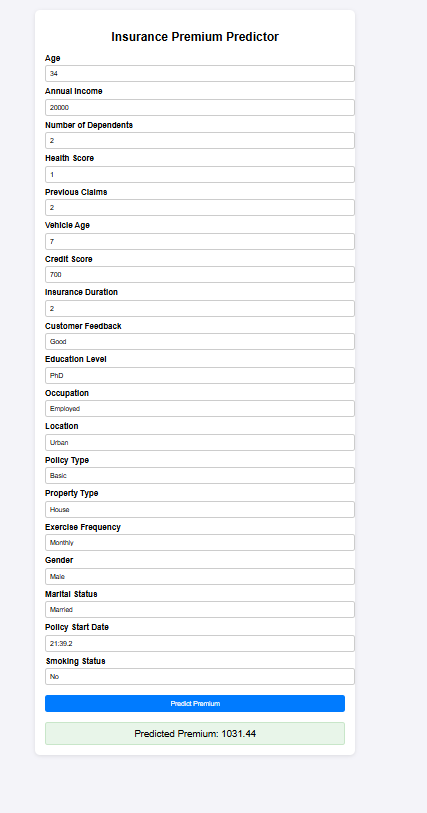 Insurance Premium Predictor
Age
34
Annual Income
20000
Number of Dependents
2
Health Score
1
Previous Claims
2
Vehicle Age
7
Credit Score
700
Insurance Duration
2
Customer Feedback
Good
Education Level
PhD
Occupation
Employed
Location
Urban
Policy Type
Basic
Property Type
House
Exercise Frequency
Monthly
Gender
Male
Marital Status
Married
Policy Start Date
21:39.2
Smoking Status
No
Predict Premium
Predicted Premium: 1031.44